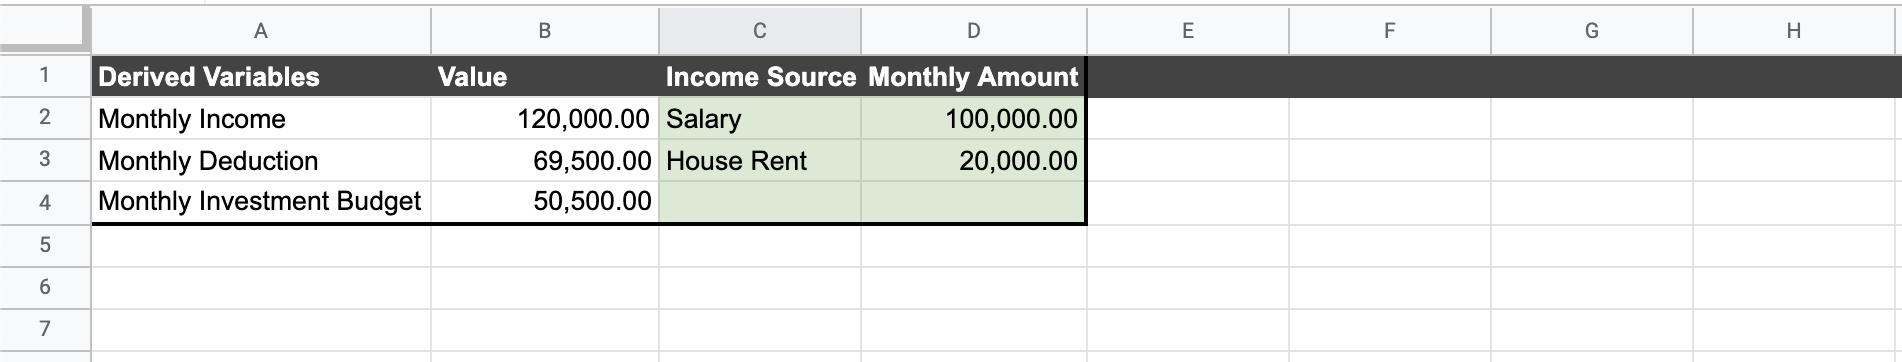 A B C D E F G H
1 Derived Variables Value Income Source Monthly Amount
2 Monthly Income 120,000.00 Salary 100,000.00
3 Monthly Deduction 69,500.00 House Rent 20,000.00
4 Monthly Investment Budget 50,500.00
5
6
7